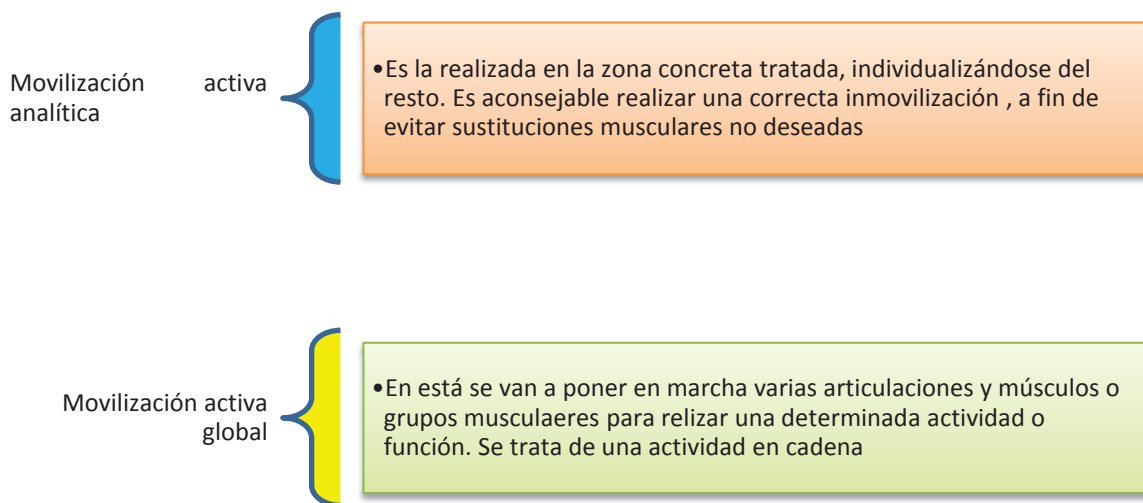 Movilización activa
analítica
•Es la realizada en la zona concreta tratada, individualizándose del
resto. Es aconsejable realizar una correcta inmovilización , a fin de
evitar sustituciones musculares no deseadas
Movilización activa
global
•En está se van a poner en marcha varias articulaciones y músculos o
grupos musculaeres para relizar una determinada actividad o
función. Se trata de una actividad en cadena